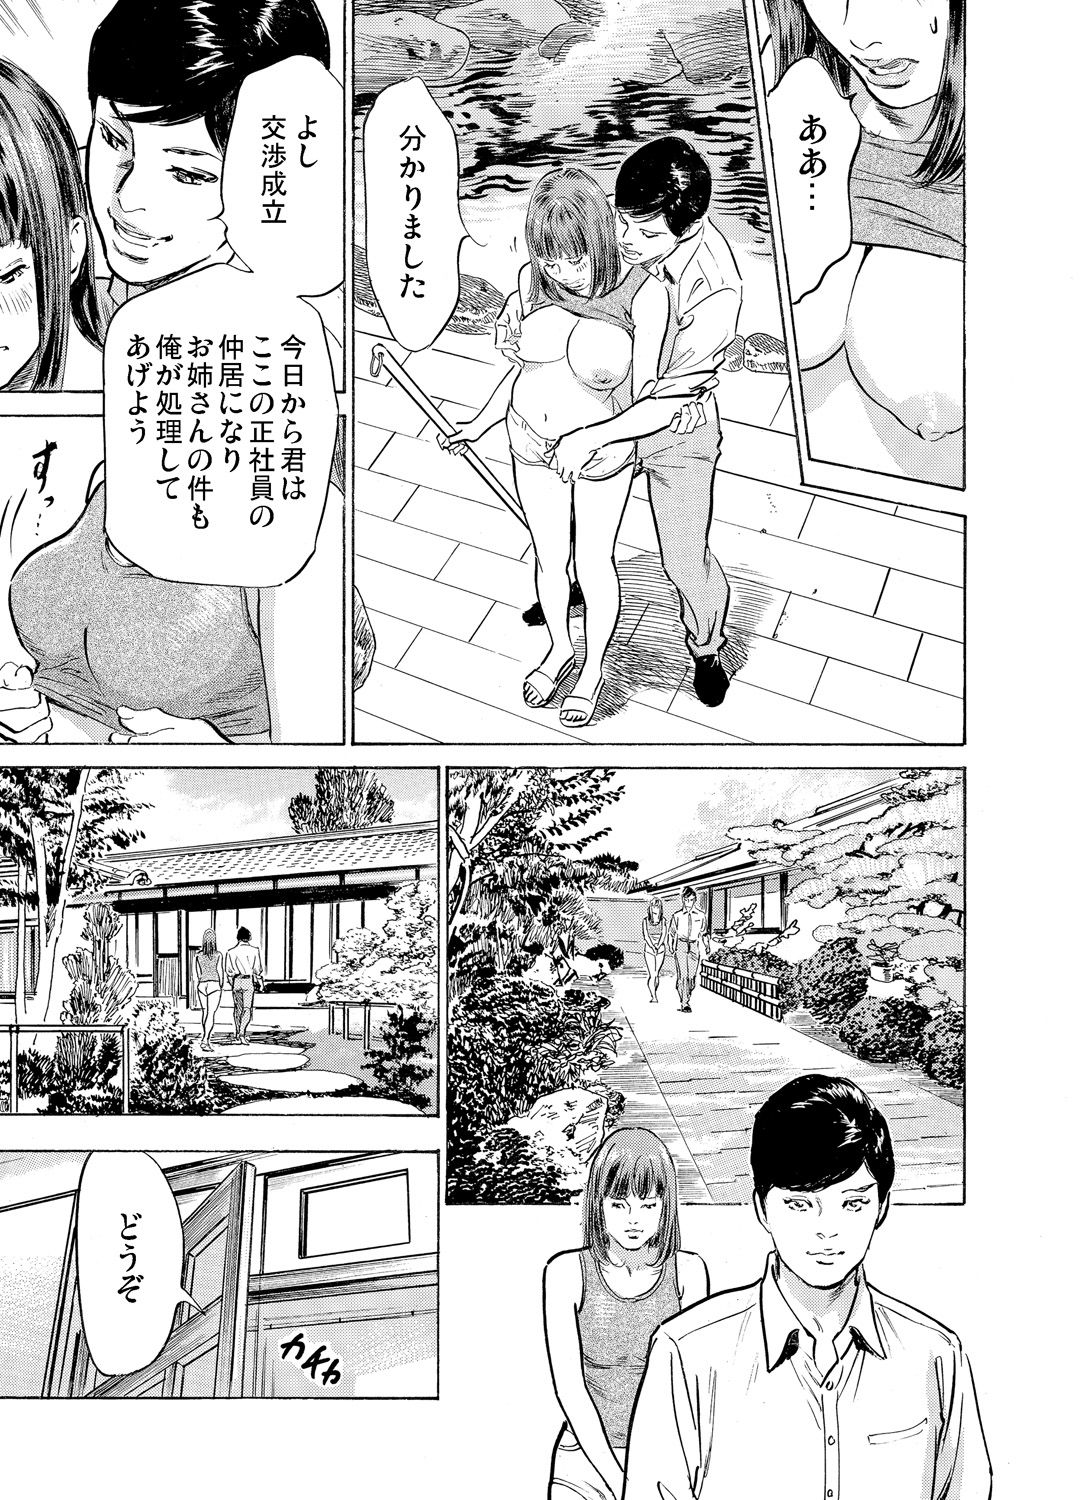 ああ…
分かりました
よし
交渉成立
今日から君は
ここの正社員の
仲居になり
お姉さんの件も
俺が処理して
あげよう
すっ…
どうぞ
カチャ